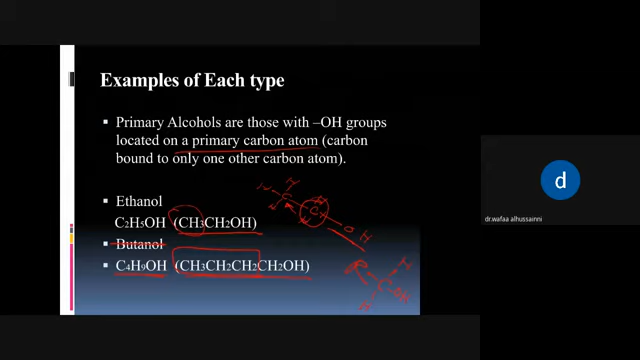 Examples of Each type
Primary Alcohols are those with –OH groups
located on a primary carbon atom (carbon
bound to only one other carbon atom).
Ethanol
C2H5OH (CH3CH2OH)
Butanol
C4H9OH (CH3CH2CH2CH2OH)
H
H C H
H C
O H
R
C H
H OH
d
dr.wafaa alhussainni